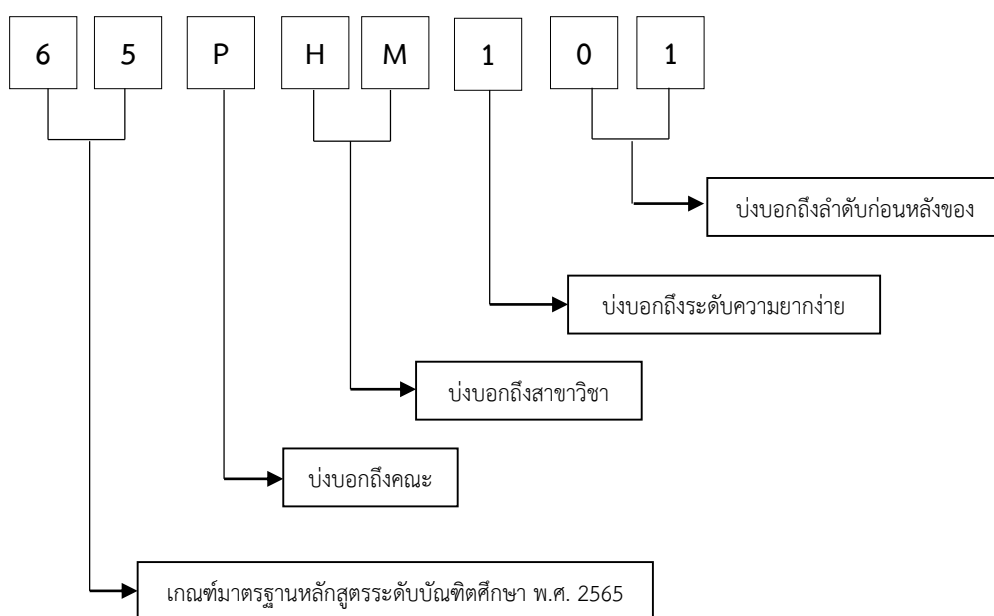 6 5 P H M 1 0 1
บ่งบอกถึงลำดับก่อนหลังของ
บ่งบอกถึงระดับความยากง่าย
บ่งบอกถึงสาขาวิชา
บ่งบอกถึงคณะ
เกณฑ์มาตรฐานหลักสูตรระดับบัณฑิตศึกษา พ.ศ. 2565